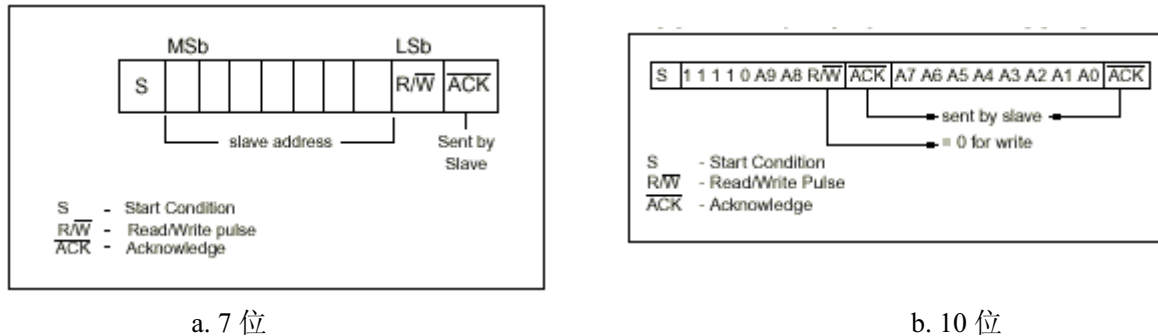 MSb LSb
S R/W ACK
slave address Sent by
Slave
S - Start Condition
R/W - Read/Write pulse
ACK - Acknowledge
a. 7 位
S 1 1 1 1 0 A9 A8 R/W ACK A7 A6 A5 A4 A3 A2 A1 A0 ACK
sent by slave
= 0 for write
S - Start Condition
R/W - Read/Write Pulse
ACK - Acknowledge
b. 10 位